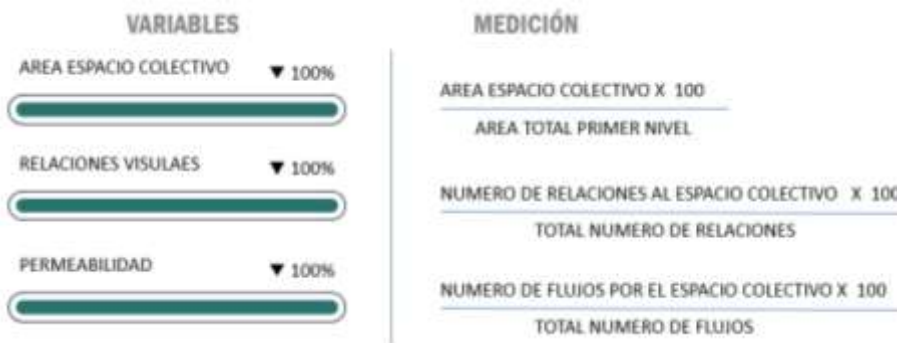 VARIABLES
AREA ESPACIO COLECTIVO ▼ 100%
RELACIONES VISULAES ▼ 100%
PERMEABILIDAD ▼ 100%
MEDICIÓN
AREA ESPACIO COLECTIVO X 100
AREA TOTAL PRIMER NIVEL
NUMERO DE RELACIONES AL ESPACIO COLECTIVO X 100
TOTAL NUMERO DE RELACIONES
NUMERO DE FLUJOS POR EL ESPACIO COLECTIVO X 100
TOTAL NUMERO DE FLUJOS